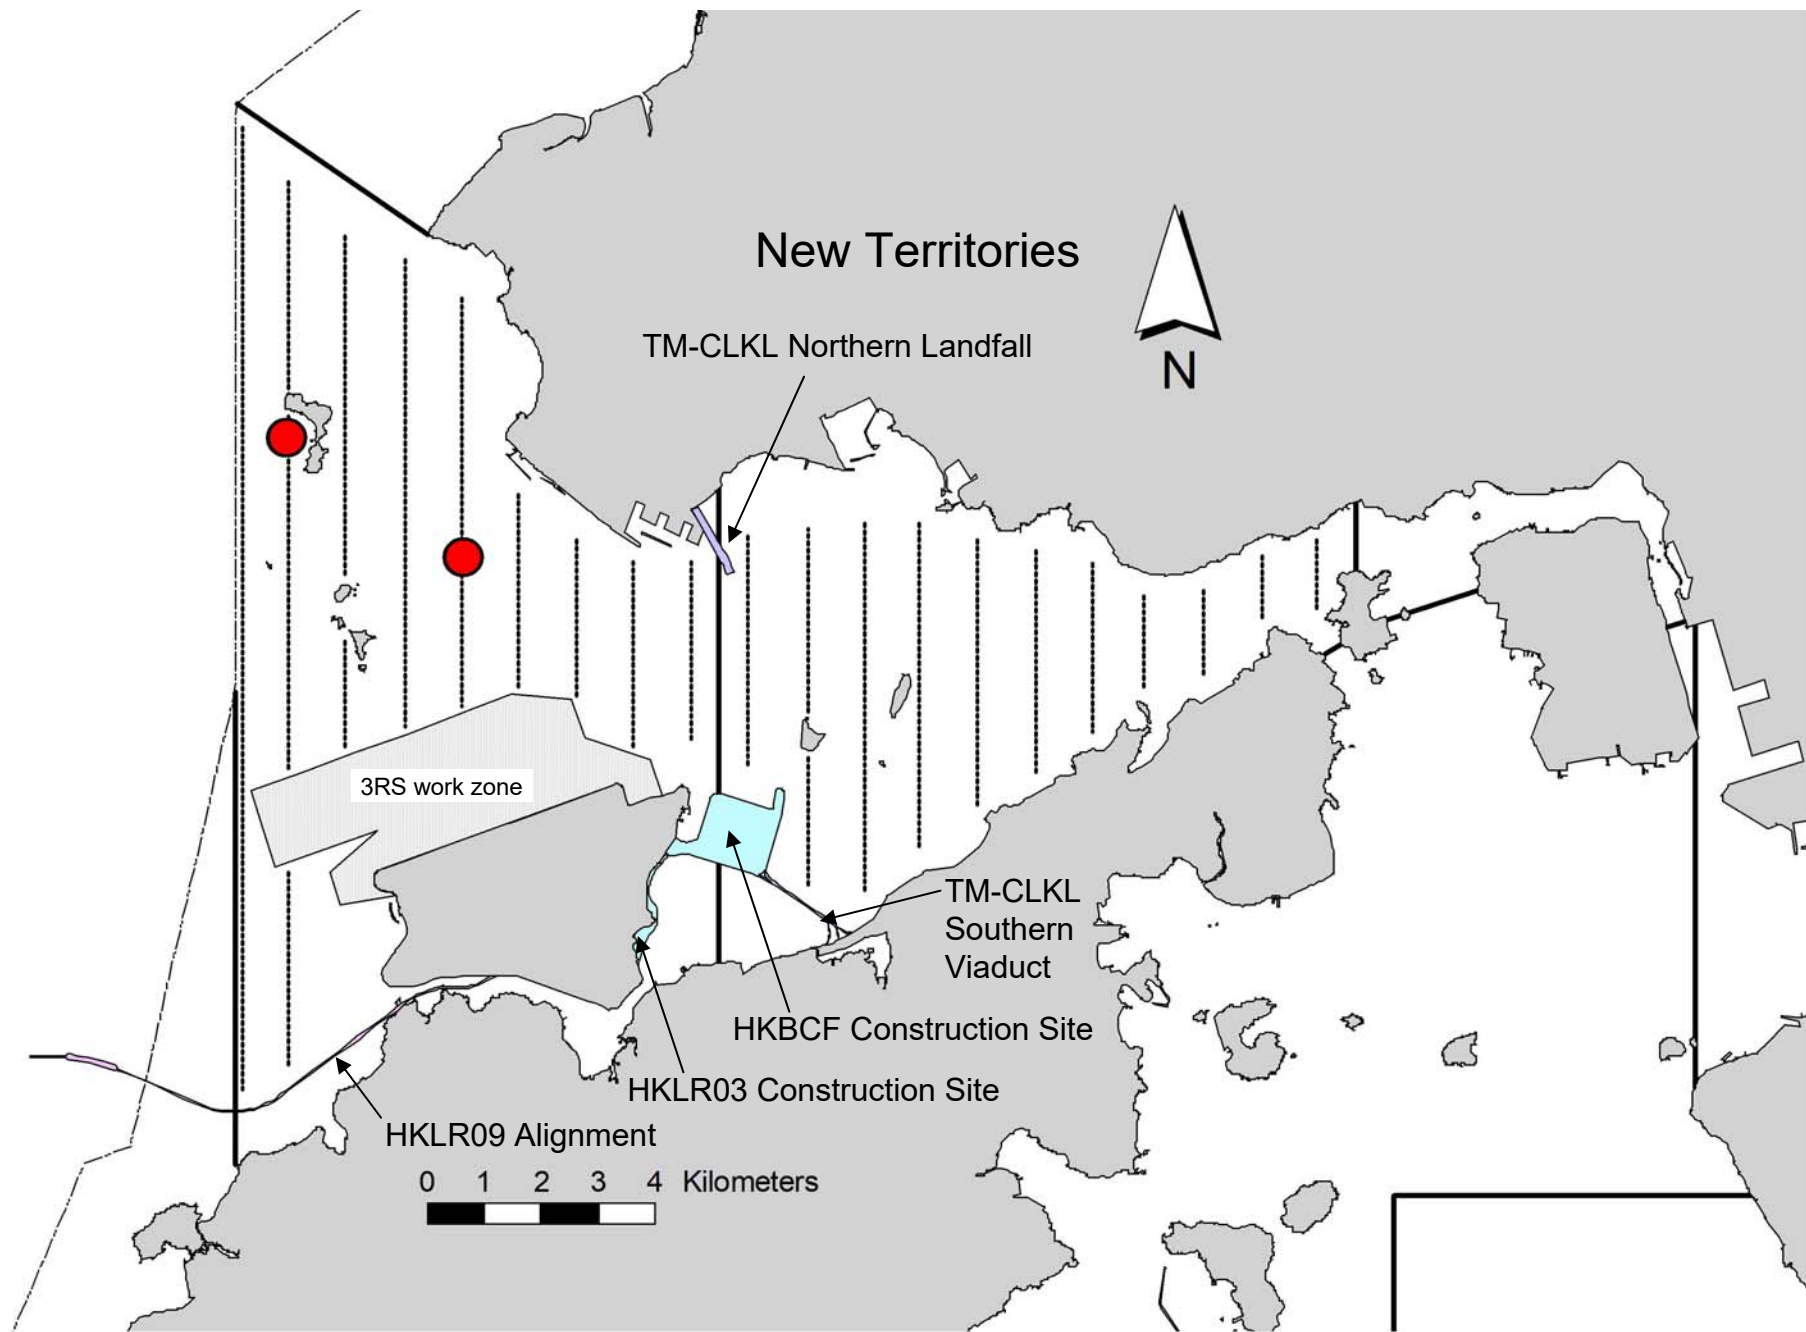 New Territories
TM-CLKL Northern Landfall
N
3RS work zone
TM-CLKL
Southern
Viaduct
HKBCF Construction Site
HKLR03 Construction Site
HKLR09 Alignment
0 1 2 3 4 Kilometers